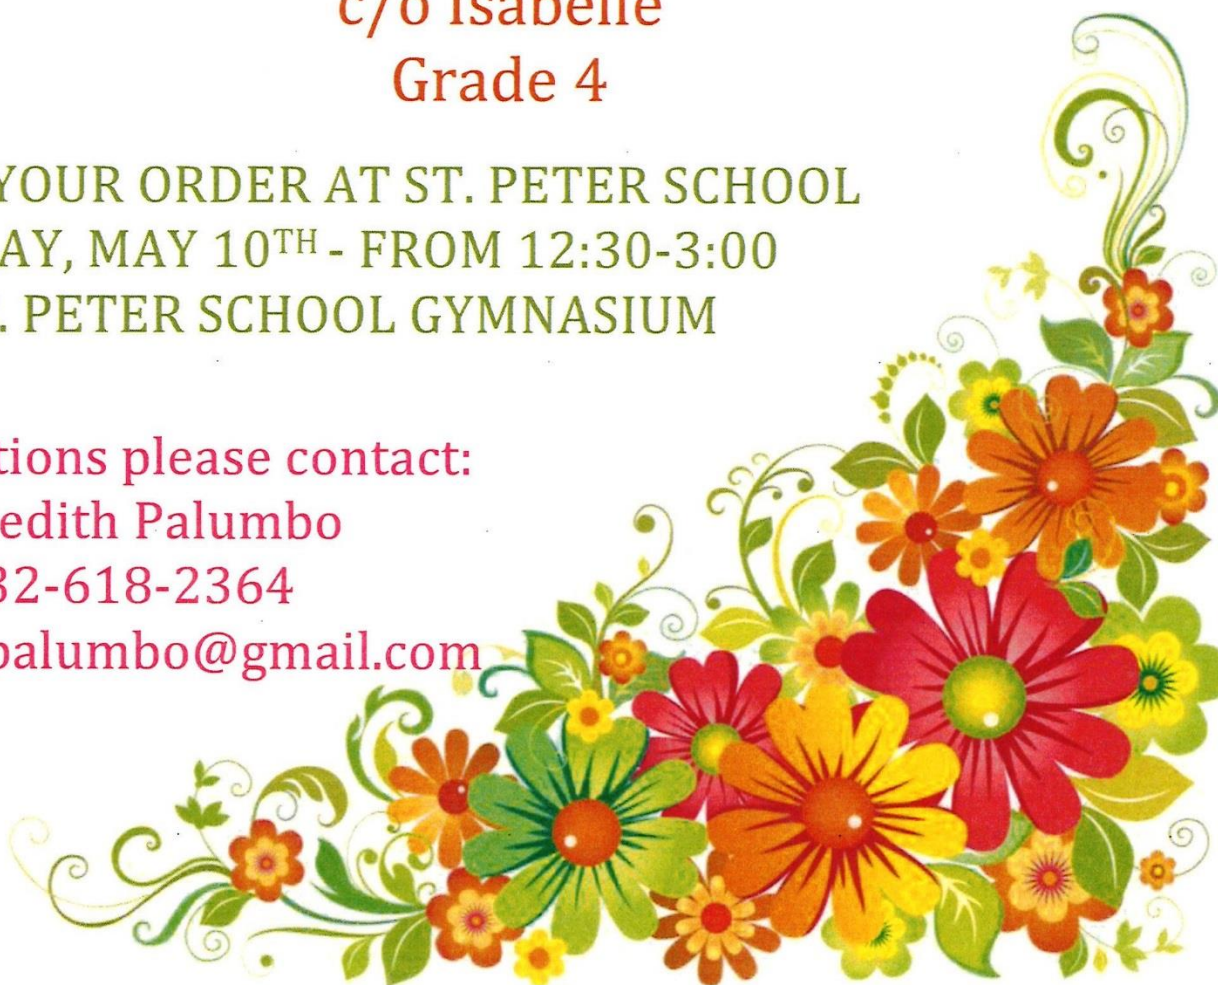 c/o Isabelle
Grade 4
YOUR ORDER AT ST. PETER SCHOOL
AY, MAY 10TH - FROM 12:30-3:00
. PETER SCHOOL GYMNASIUM
tions please contact:
edith Palumbo
32-618-2364
palumbo@gmail.com